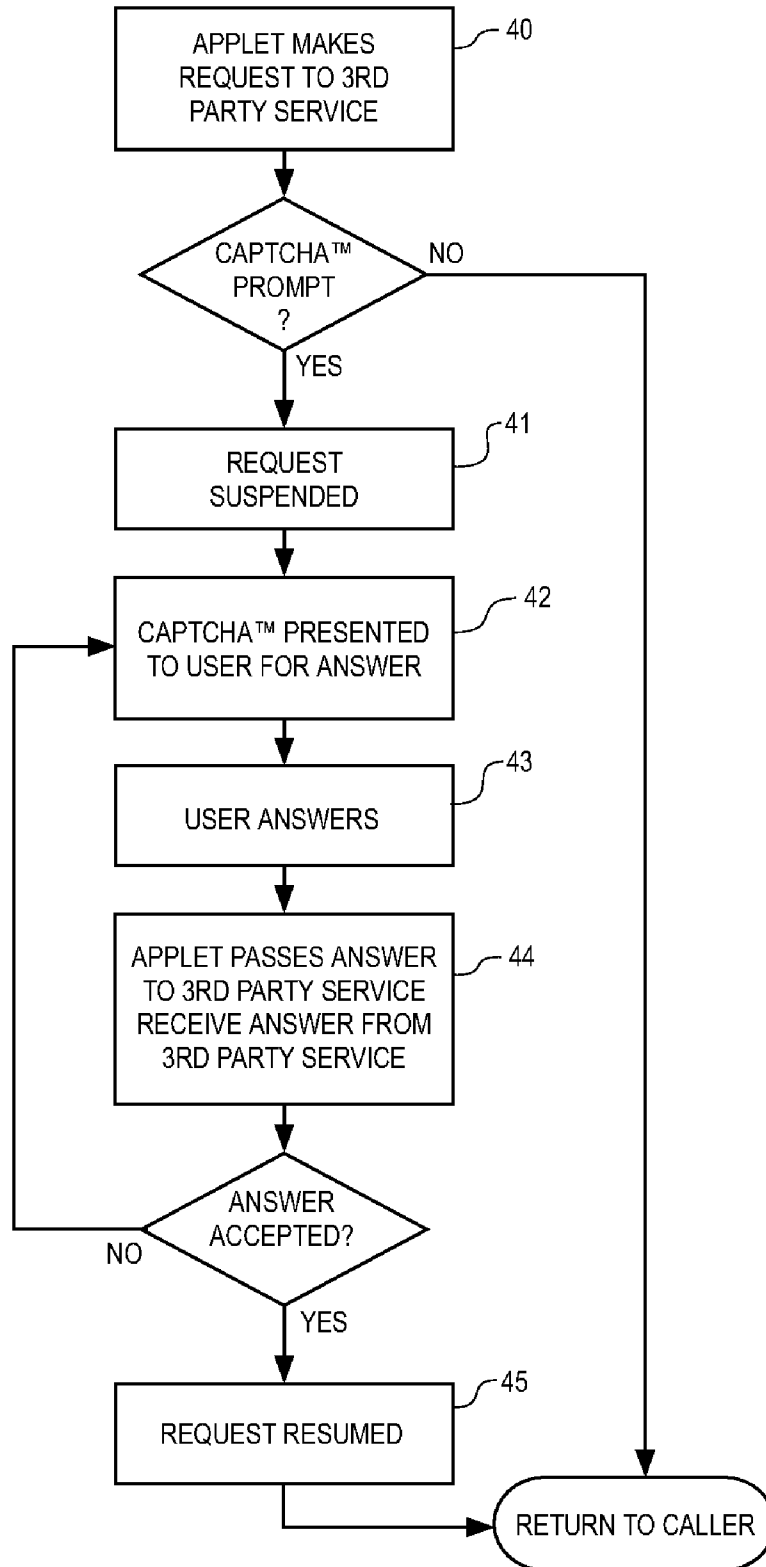 APPLET MAKES
REQUEST TO 3RD
PARTY SERVICE
40
CAPTCHA™
PROMPT
?
NO
YES
41
REQUEST
SUSPENDED
42
CAPTCHA™ PRESENTED
TO USER FOR ANSWER
43
USER ANSWERS
44
APPLET PASSES ANSWER
TO 3RD PARTY SERVICE
RECEIVE ANSWER FROM
3RD PARTY SERVICE
ANSWER
ACCEPTED?
NO
YES
45
REQUEST RESUMED
RETURN TO CALLER